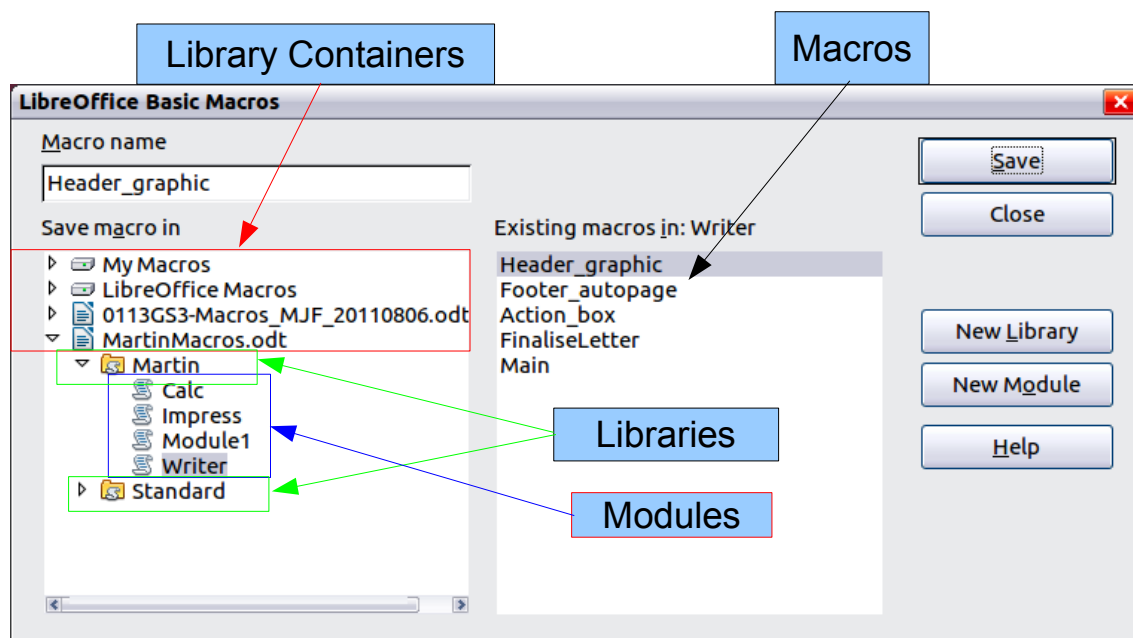 Library Containers
Macros
LibreOffice Basic Macros
Macro name
Header_graphic
Save
Close
Save macro in
Existing macros in: Writer
My Macros
LibreOffice Macros
0113GS3-Macros_MJF_20110806.odt
MartinMacros.odt
Martin
Calc
Impress
Module1
Writer
Standard
Header_graphic
Footer_autopage
Action_box
FinaliseLetter
Main
New Library
New Module
Help
Libraries
Modules